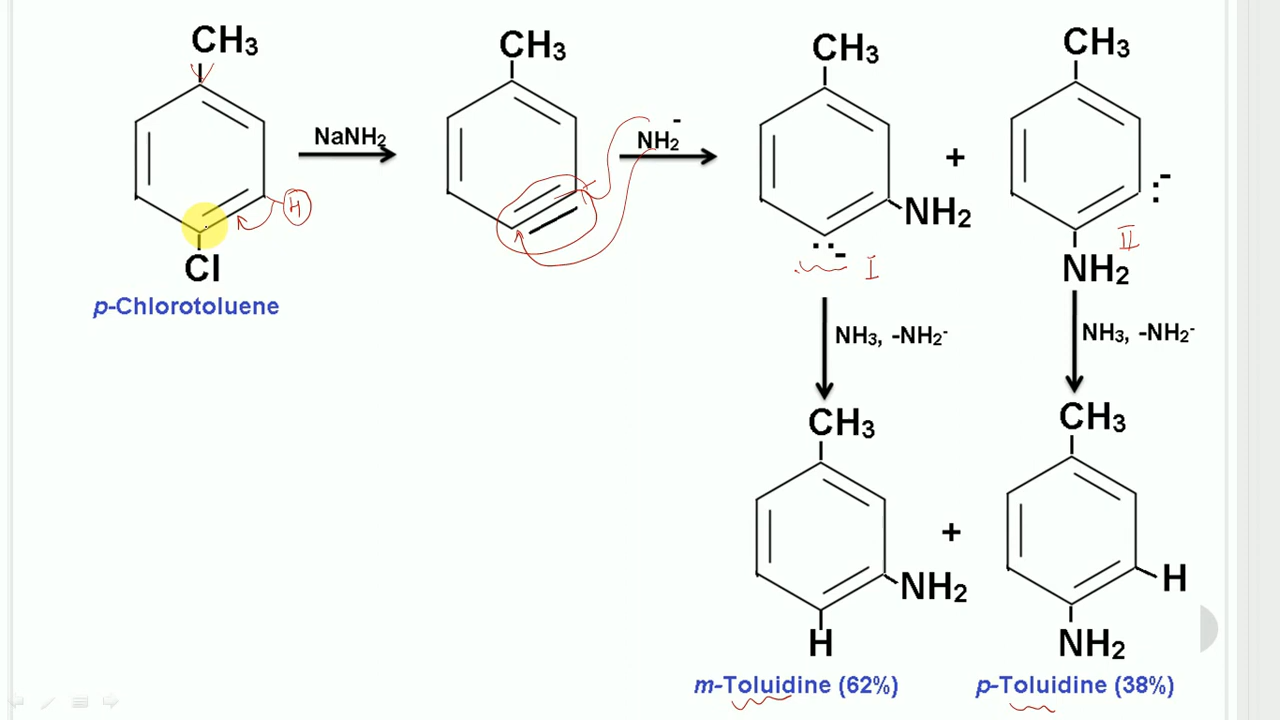 CH3
CH3
CH3
CH3
NaNH2
NH2-
+
H
NH2
:-
Cl
..-
I
II
NH2
p-Chlorotoluene
NH3, -NH2-
NH3, -NH2-
CH3
CH3
+
NH2
H
H
NH2
m-Toluidine (62%)
p-Toluidine (38%)